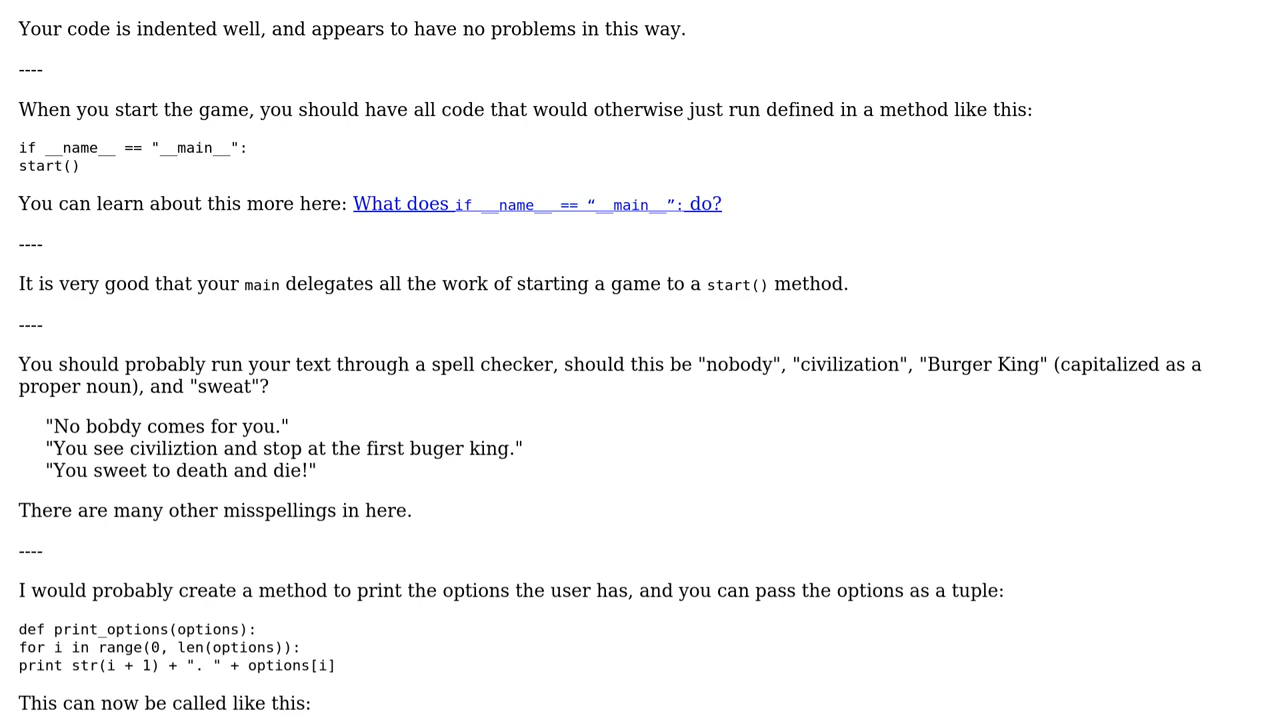 Your code is indented well, and appears to have no problems in this way.
----
When you start the game, you should have all code that would otherwise just run defined in a method like this:
if __name__ == "__main__":
start()
You can learn about this more here: What does if __name__ == “__main__”: do?
----
It is very good that your main delegates all the work of starting a game to a start() method.
----
You should probably run your text through a spell checker, should this be "nobody", "civilization", "Burger King" (capitalized as a
proper noun), and "sweat"?
"No bobdy comes for you."
"You see civiliztion and stop at the first buger king."
"You sweet to death and die!"
There are many other misspellings in here.
----
I would probably create a method to print the options the user has, and you can pass the options as a tuple:
def print_options(options):
for i in range(0, len(options)):
print str(i + 1) + ". " + options[i]
This can now be called like this: